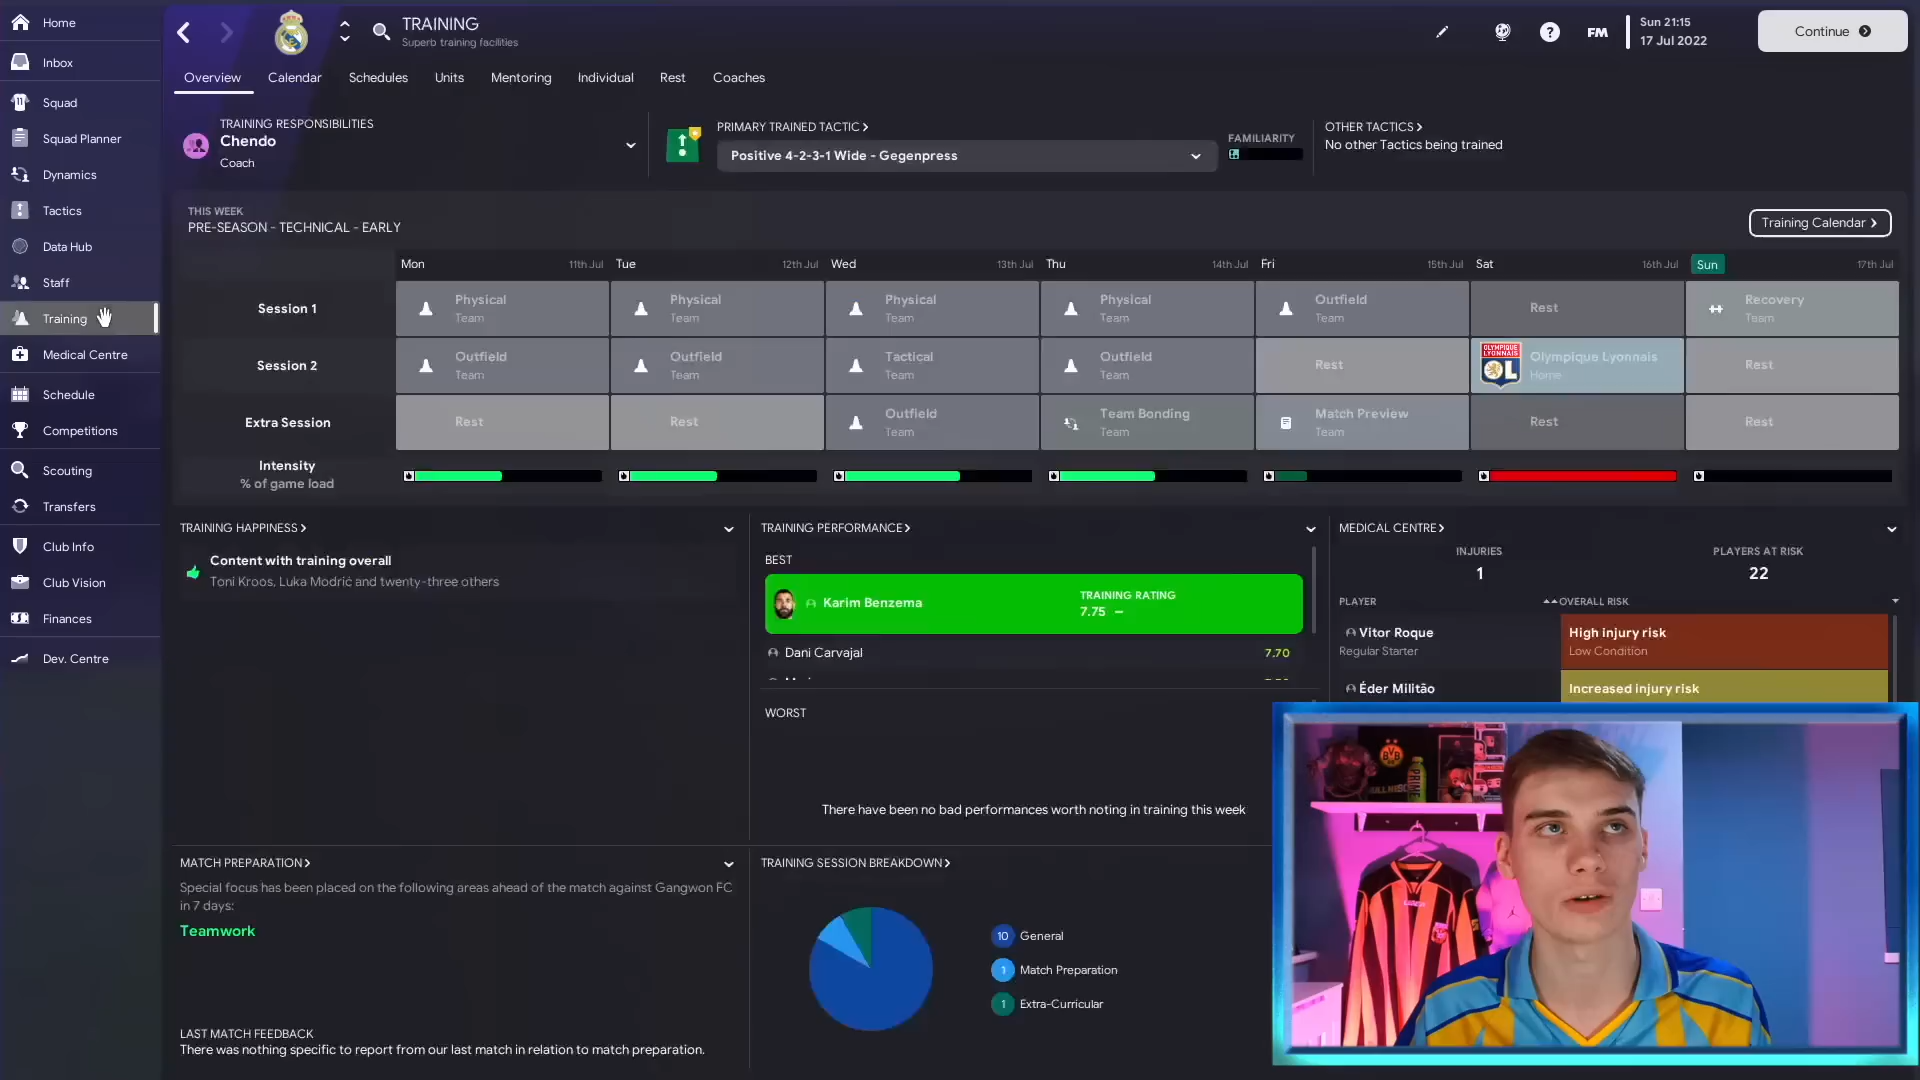 Home
Inbox
Squad
Squad Planner
Dynamics
Tactics
Data Hub
Staff
Training
Medical Centre
Schedule
Competitions
Scouting
Transfers
Club Info
Club Vision
Finances
Dev. Centre
TRAINING
Superb training facilities
FM
Sun 21:15
17 Jul 2022
Continue
Overview Calendar Schedules Units Mentoring Individual Rest Coaches
TRAINING RESPONSIBILITIES
Chendo
Coach
PRIMARY TRAINED TACTIC
Positive 4-2-3-1 Wide - Gegenpress
FAMILIARITY
OTHER TACTICS
No other Tactics being trained
THIS WEEK
PRE-SEASON - TECHNICAL - EARLY
Training Calendar
Mon 11th Jul Tue 12th Jul Wed 13th Jul Thu 14th Jul Fri 15th Jul Sat 16th Jul Sun 17th Jul
Session 1
Physical Team Physical Team Physical Team Physical Team Outfield Team Rest Recovery Team
Session 2
Outfield Team Outfield Team Tactical Team Outfield Team Rest OLYMPIQUE LYONNAIS OL Olympique Lyonnais Home Rest
Extra Session
Rest Rest Outfield Team Team Bonding Team Match Preview Team Rest Rest
Intensity
% of game load
TRAINING HAPPINESS
Content with training overall
Toni Kroos, Luka Modrić and twenty-three others
TRAINING PERFORMANCE
BEST
Karim Benzema
TRAINING RATING
7.75 –
Dani Carvajal 7.70
WORST
There have been no bad performances worth noting in training this week
MEDICAL CENTRE
INJURIES
1
PLAYERS AT RISK
22
PLAYER OVERALL RISK
Vitor Roque
Regular Starter
High injury risk
Low Condition
Éder Militão
Increased injury risk
MATCH PREPARATION
Special focus has been placed on the following areas ahead of the match against Gangwon FC
in 7 days:
Teamwork
LAST MATCH FEEDBACK
There was nothing specific to report from our last match in relation to match preparation.
TRAINING SESSION BREAKDOWN
10 General
1 Match Preparation
1 Extra-Curricular
BVB
PRIME